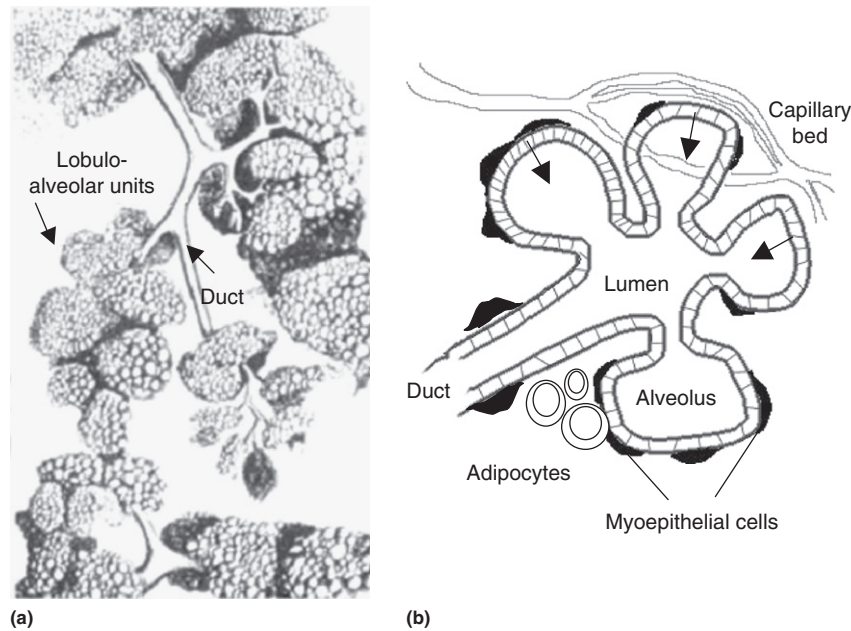 Lobulo-
alveolar units
Duct
(a)
Capillary
bed
Lumen
Duct
Alveolus
Adipocytes
Myoepithelial cells
(b)